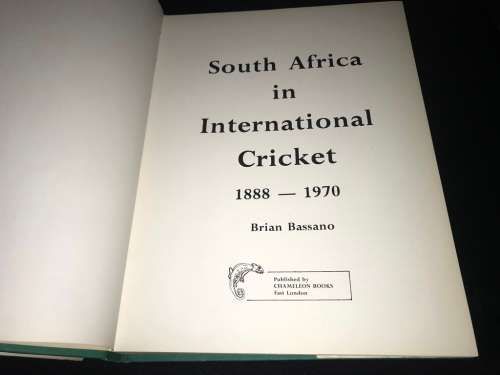 South Africa
in
International
Cricket
1888 — 1970
Brian Bassano
Published by
CHAMELEON BOOKS
East London